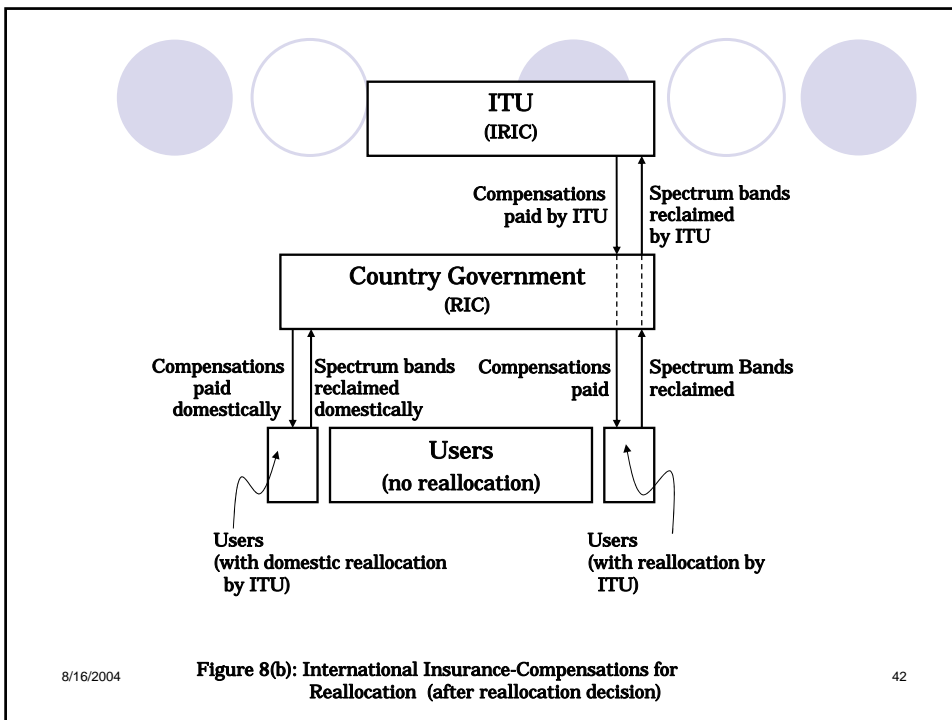 ITU
(IRIC)
Compensations
paid by ITU
Spectrum bands
reclaimed
by ITU
Country Government
(RIC)
Compensations
paid
domestically
Spectrum bands
reclaimed
domestically
Compensations
paid
Spectrum Bands
reclaimed
Users
(no reallocation)
Users
(with domestic reallocation
by ITU)
Users
(with reallocation by
ITU)
8/16/2004
Figure 8(b): International Insurance-Compensations for
Reallocation (after reallocation decision)
42